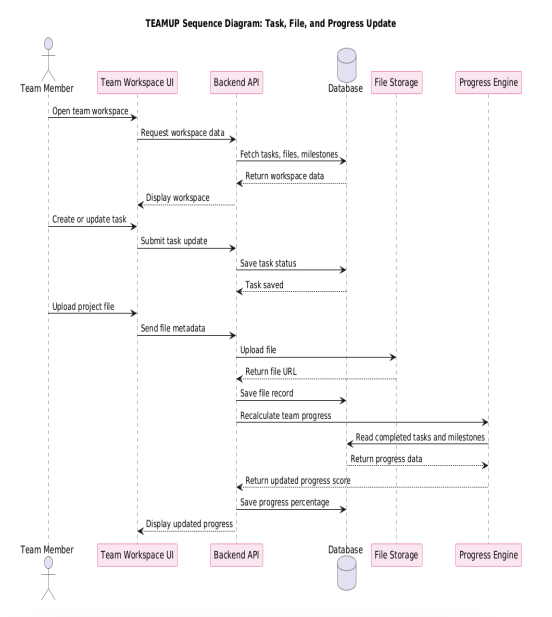 TEAMUP Sequence Diagram: Task, File, and Progress Update
Team Member
Team Workspace UI
Backend API
Database
File Storage
Progress Engine
Open team workspace
Request workspace data
Fetch tasks, files, milestones
Return workspace data
Display workspace
Create or update task
Submit task update
Save task status
Task saved
Upload project file
Send file metadata
Upload file
Return file URL
Save file record
Recalculate team progress
Read completed tasks and milestones
Return progress data
Return updated progress score
Save progress percentage
Display updated progress
Team Member
Team Workspace UI
Backend API
Database
File Storage
Progress Engine